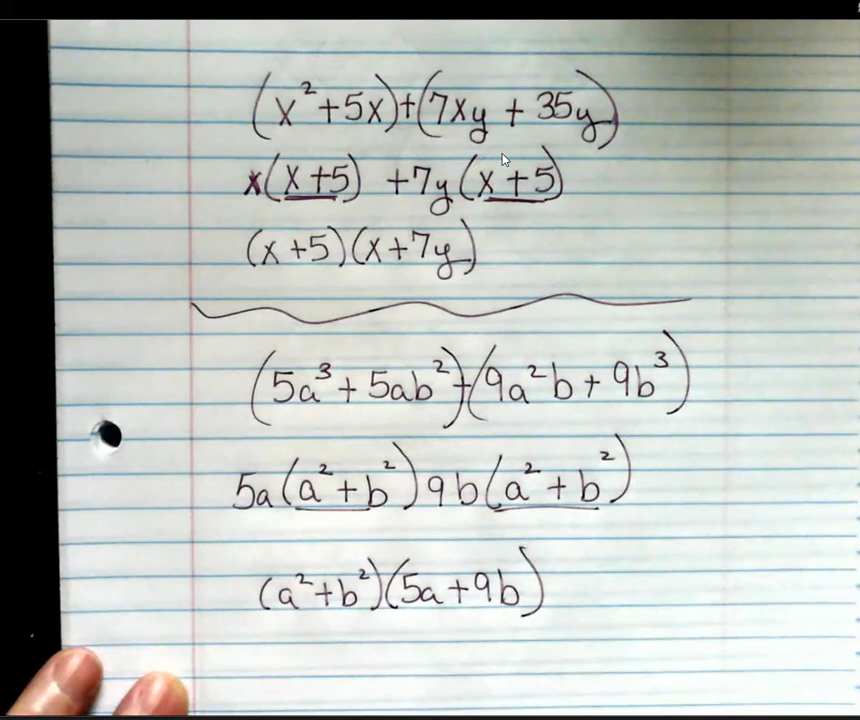 (x²+5x)+(7xy + 35y)
x(x+5) +7y(x+5)
(x+5)(x+7y)
(5a³+5ab²)+(9a²b+9b³)
5a(a²+b²)9b(a²+b²)
(a²+b²)(5a+9b)